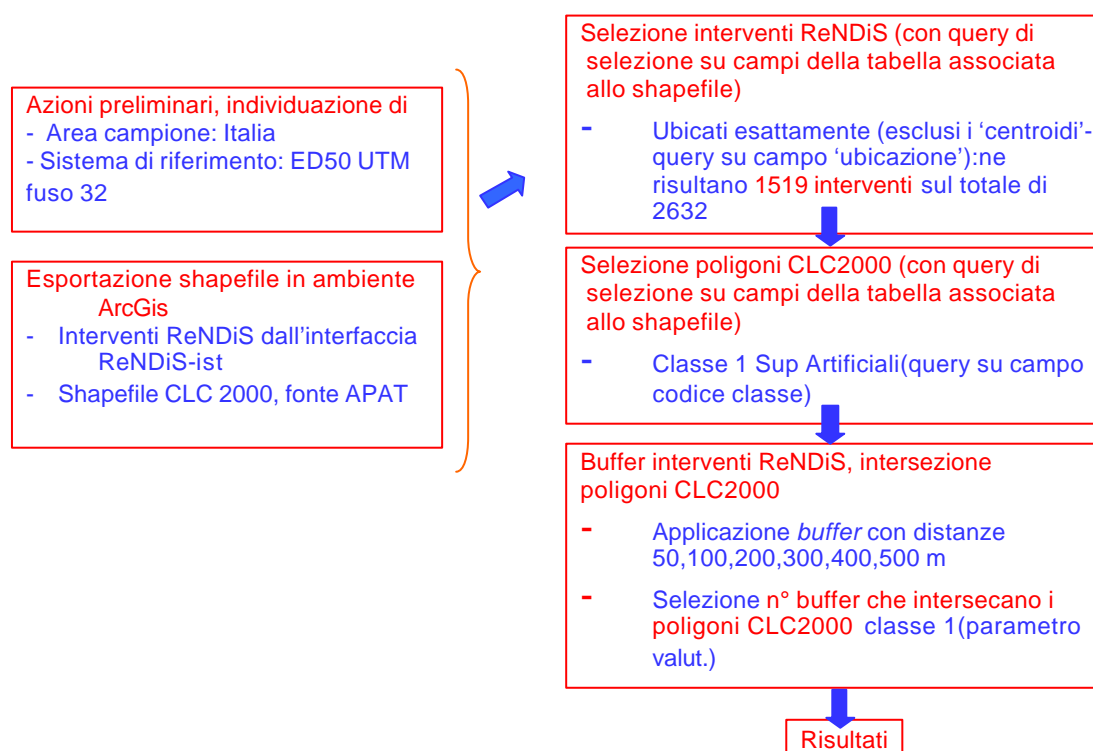 Azioni preliminari, individuazione di
- Area campione: Italia
- Sistema di riferimento: ED50 UTM
fuso 32
Esportazione shapefile in ambiente
ArcGis
- Interventi ReNDiS dall'interfaccia
ReNDiS-ist
- Shapefile CLC 2000, fonte APAT
Selezione interventi ReNDiS (con query di
selezione su campi della tabella associata
allo shapefile)
- Ubicati esattamente (esclusi i 'centroidi'-
query su campo 'ubicazione'):ne
risultano 1519 interventi sul totale di
2632
Selezione poligoni CLC2000 (con query di
selezione su campi della tabella associata
allo shapefile)
- Classe 1 Sup Artificiali(query su campo
codice classe)
Buffer interventi ReNDiS, intersezione
poligoni CLC2000
- Applicazione buffer con distanze
50,100,200,300,400,500 m
- Selezione n° buffer che intersecano i
poligoni CLC2000 classe 1(parametro
valut.)
Risultati